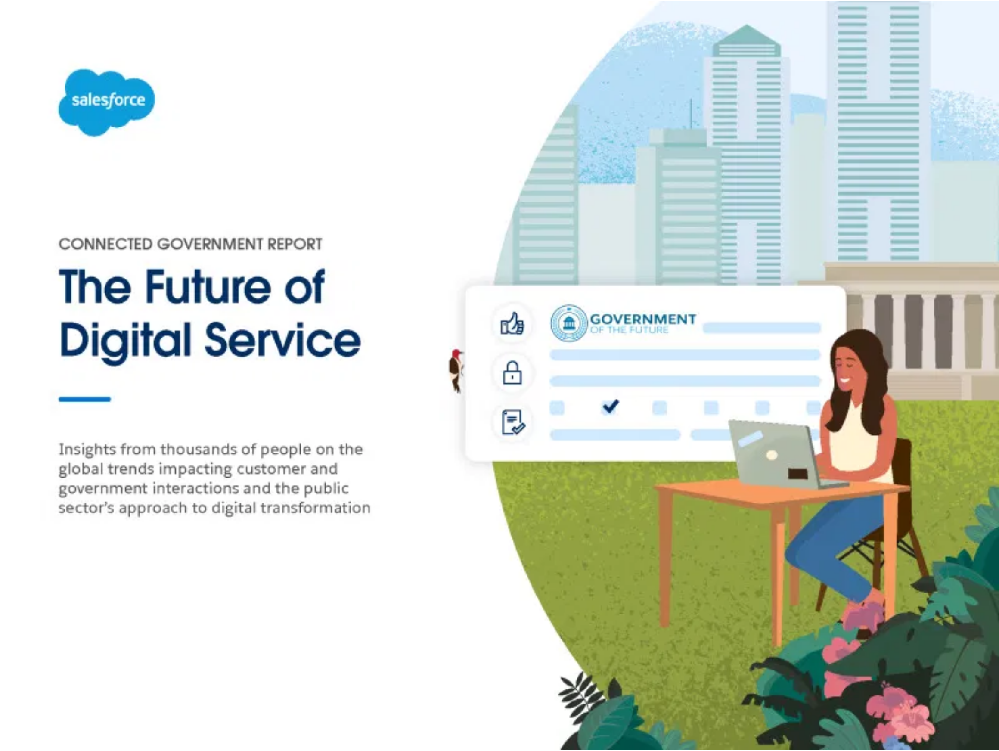 salesforce
CONNECTED GOVERNMENT REPORT
The Future of
Digital Service
Insights from thousands of people on the
global trends impacting customer and
government interactions and the public
sector's approach to digital transformation
GOVERNMENT
OF THE FUTURE